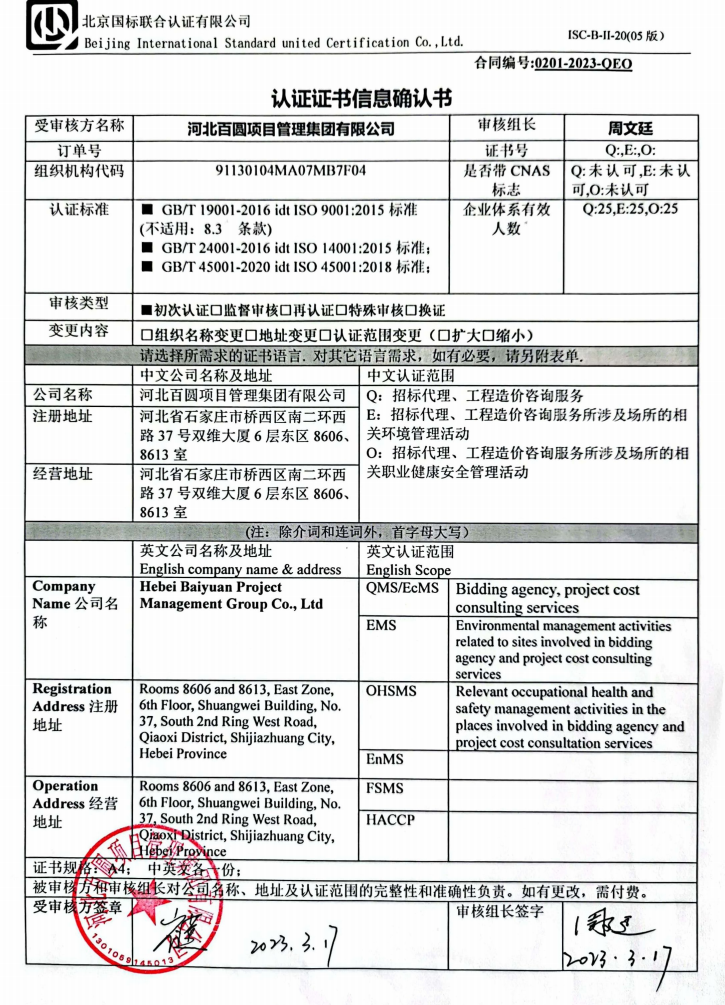 北京国标联合认证有限公司
Beijing International Standard united Certification Co.,Ltd.
ISC-B-II-20(05 版)
合同编号:0201-2023-QEO
认证证书信息确认书
受审核方名称 河北百圆项目管理集团有限公司 审核组长 周文廷
订单号 证书号 Q:,E:,O:
组织机构代码 91130104MA07MB7F04 是否带 CNAS 标志 Q:未认可,E:未认可,O:未认可
认证标准
■ GB/T 19001-2016 idt ISO 9001:2015 标准
(不适用：8.3 条款)
■ GB/T 24001-2016 idt ISO 14001:2015 标准；
■ GB/T 45001-2020 idt ISO 45001:2018 标准；
企业体系有效
人数
Q:25,E:25,O:25
审核类型 ■初次认证□监督审核□再认证□特殊审核□换证
变更内容 □组织名称变更□地址变更□认证范围变更（□扩大□缩小）
请选择所需求的证书语言. 对其它语言需求，如有必要，请另附表单.
中文公司名称及地址 中文认证范围
公司名称 河北百圆项目管理集团有限公司
注册地址 河北省石家庄市桥西区南二环西
路 37 号双维大厦 6 层东区 8606、
8613 室
经营地址 河北省石家庄市桥西区南二环西
路 37 号双维大厦 6 层东区 8606、
8613 室
Q：招标代理、工程造价咨询服务
E：招标代理、工程造价咨询服务所涉及场所的相
关环境管理活动
O：招标代理、工程造价咨询服务所涉及场所的相
关职业健康安全管理活动
(注：除介词和连词外，首字母大写)
英文公司名称及地址 英文认证范围
English company name & address English Scope
Company
Name 公司名
称
Hebei Baiyuan Project
Management Group Co., Ltd
QMS/EcMS Bidding agency, project cost
consulting services
EMS Environmental management activities
related to sites involved in bidding
agency and project cost consulting
services
Registration
Address 注册
地址
Rooms 8606 and 8613, East Zone,
6th Floor, Shuangwei Building, No.
37, South 2nd Ring West Road,
Qiaoxi District, Shijiazhuang City,
Hebei Province
OHSMS Relevant occupational health and
safety management activities in the
places involved in bidding agency and
project cost consultation services
EnMS
Operation
Address 经营
地址
Rooms 8606 and 8613, East Zone,
6th Floor, Shuangwei Building, No.
37, South 2nd Ring West Road,
Qiaoxi District, Shijiazhuang City,
Hebei Province
FSMS
HACCP
证书规格：A4； 中英文各一份；
被审核方和审核组长对公司名称、地址及认证范围的完整性和准确性负责。如有更改，需付费。
受审核方签章 2023.3.17
审核组长签字
2023.3.17
1301069145013